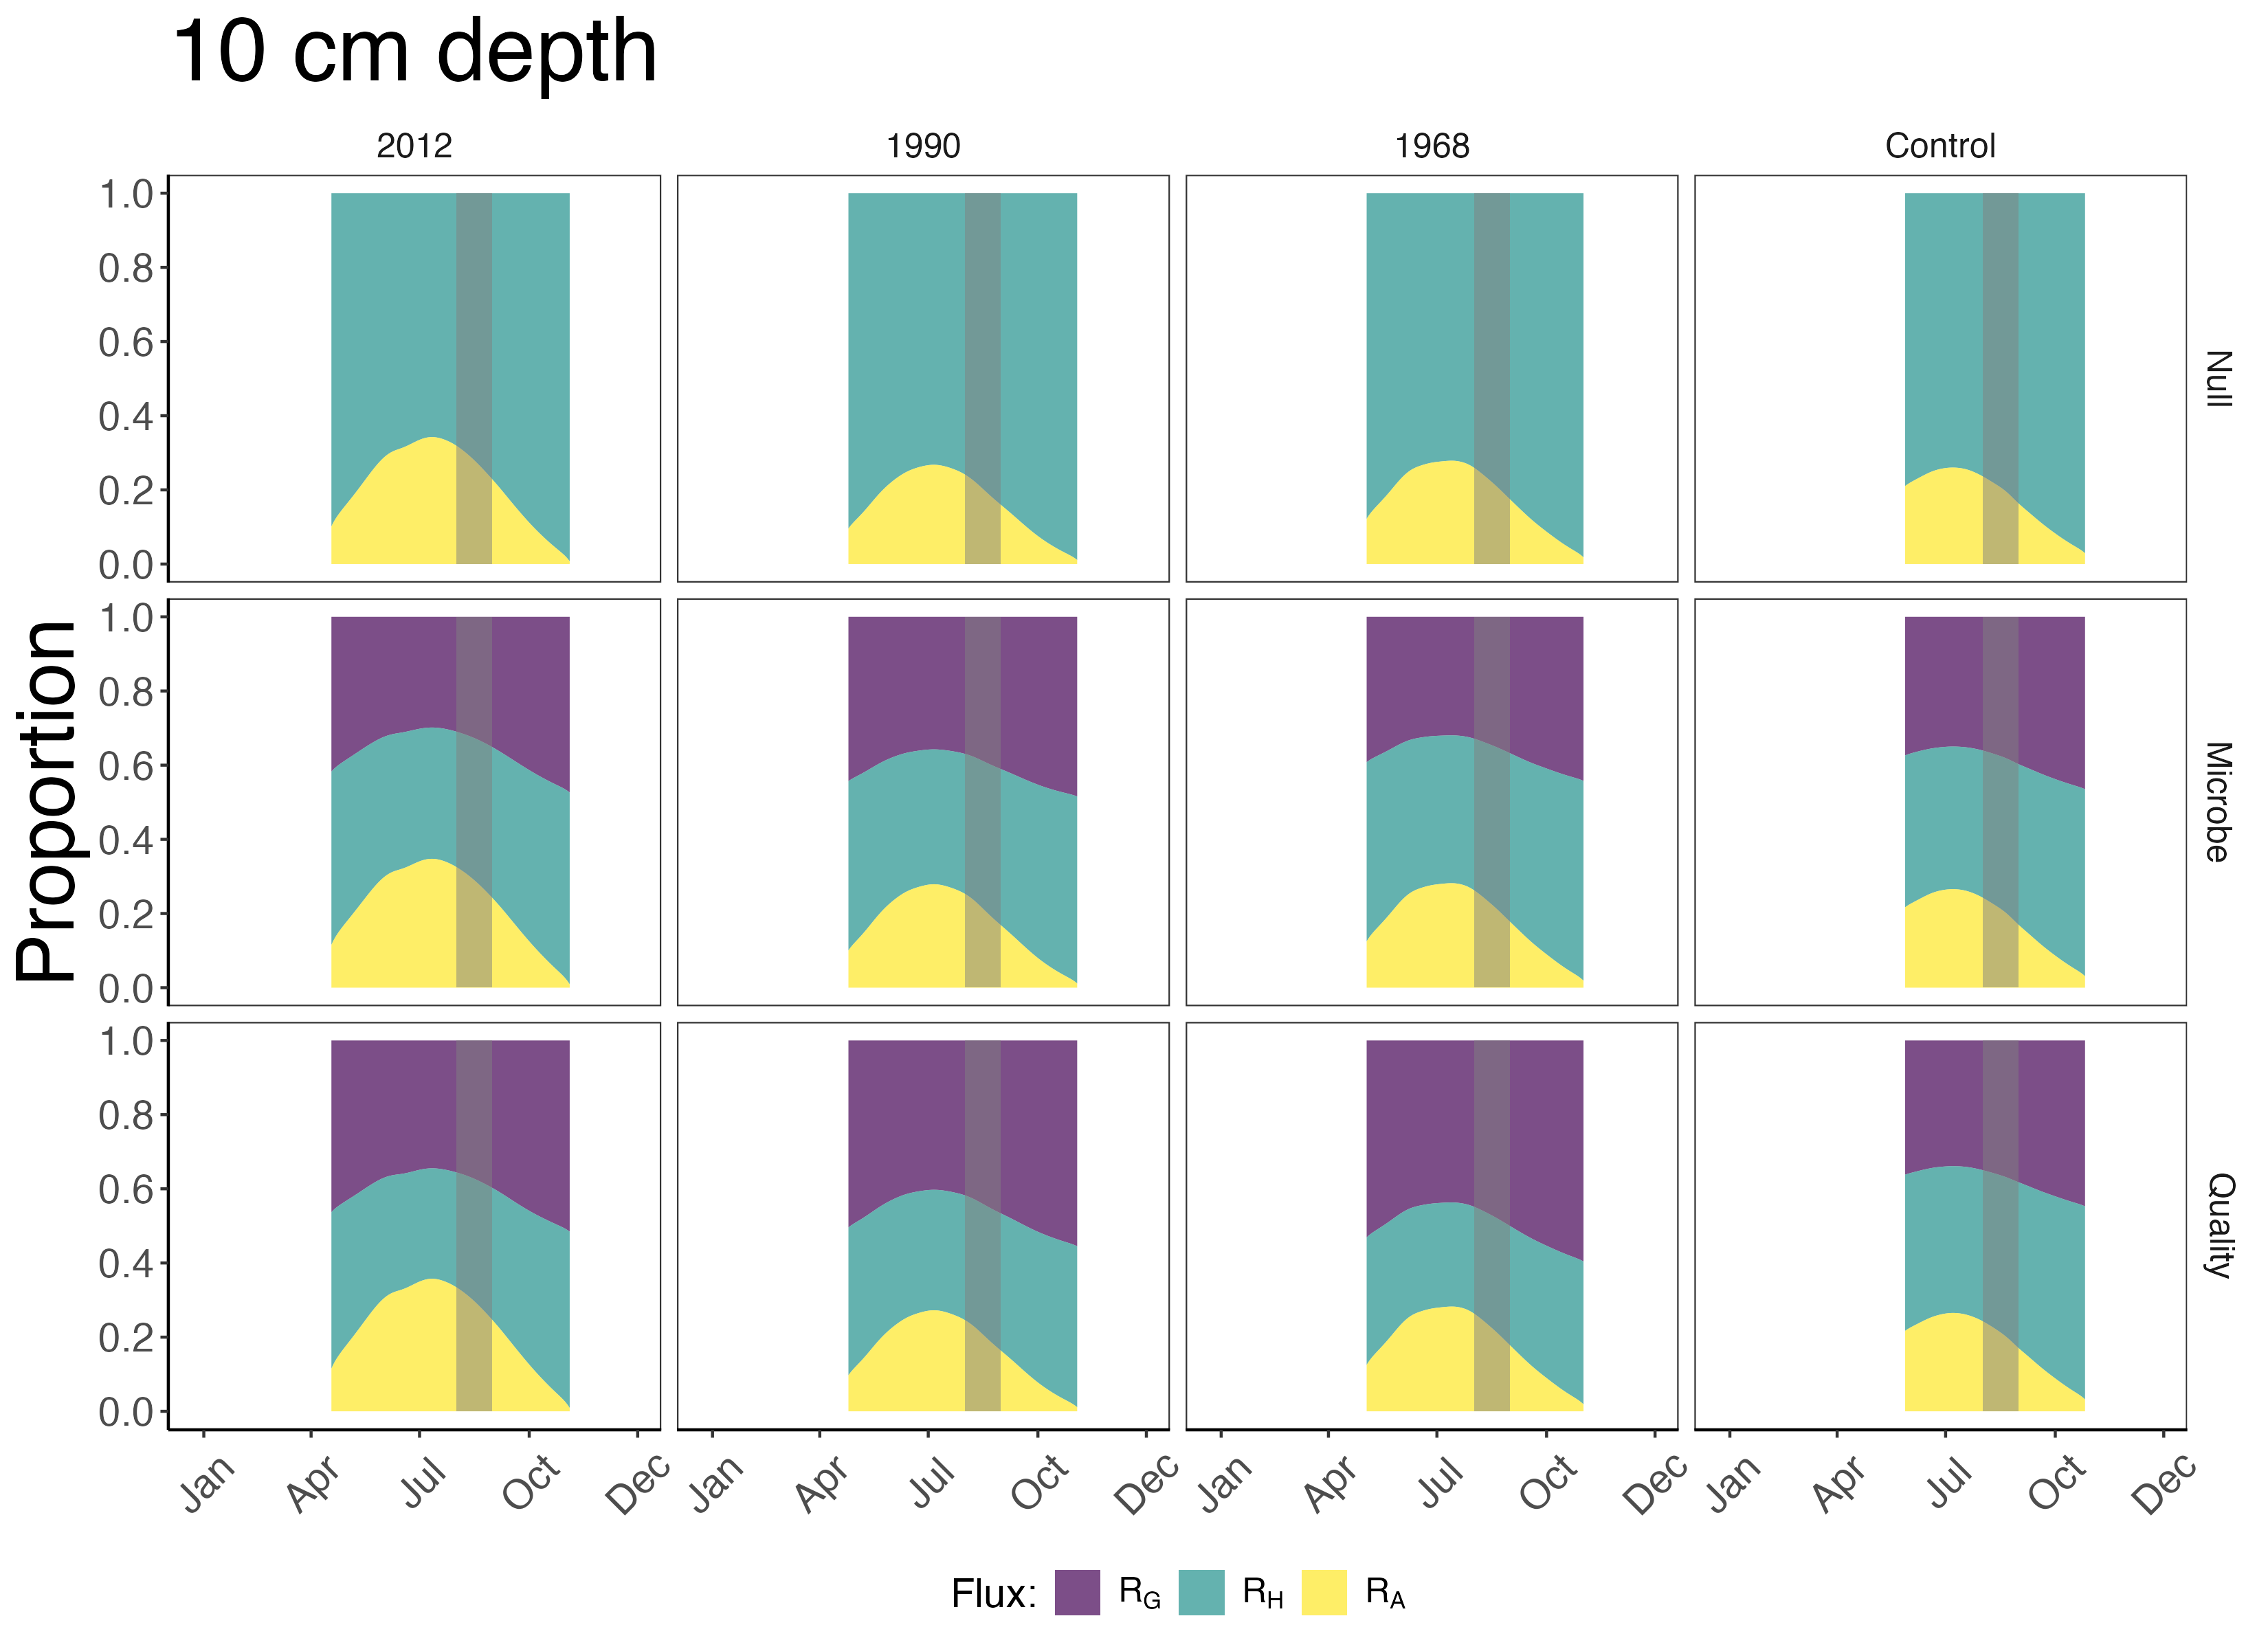 10 cm depth
2012 1990 1968 Control
1.0
0.8
0.6
0.4
0.2
0.0
Null
1.0
0.8
0.6
0.4
0.2
0.0
Microbe
Proportion
1.0
0.8
0.6
0.4
0.2
0.0
Quality
Jan Apr Jul Oct Dec Jan Apr Jul Oct Dec Jan Apr Jul Oct Dec Jan Apr Jul Oct Dec
Flux: RG RH RA